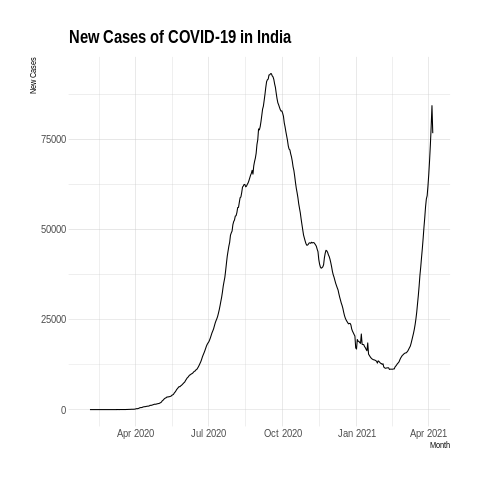 New Cases of COVID-19 in India
New Cases
75000
50000
25000
0
Apr 2020 Jul 2020 Oct 2020 Jan 2021 Apr 2021
Month